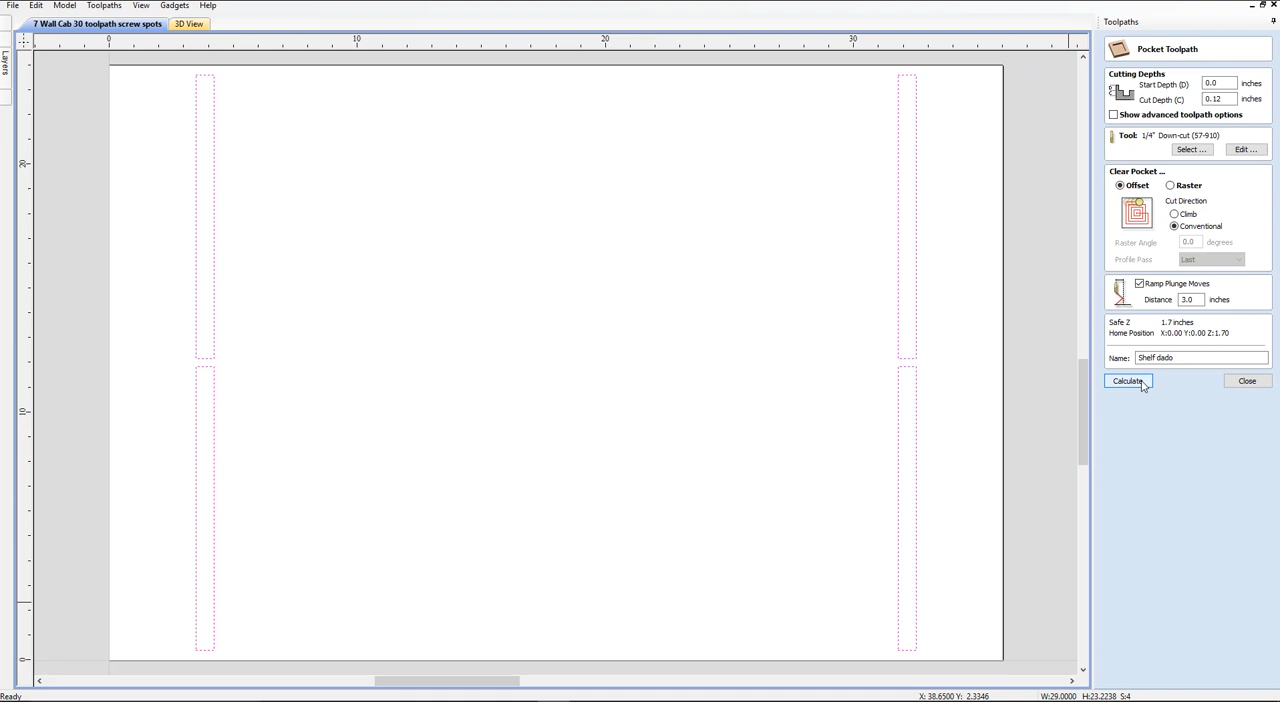 File Edit Model Toolpaths View Gadgets Help
7 Wall Cab 30 toolpath screw spots 3D View
Layers
0 10 20 30
20
10
0
Toolpaths
Pocket Toolpath
Cutting Depths
Start Depth (D) 0.0 inches
Cut Depth (C) 0.12 inches
Show advanced toolpath options
Tool: 1/4" Down-cut (57-910)
Select ... Edit ...
Clear Pocket ...
Offset Raster
Cut Direction
Climb
Conventional
Raster Angle 0.0 degrees
Profile Pass Last
Ramp Plunge Moves
Distance 3.0 inches
Safe Z 1.7 inches
Home Position X:0.00 Y:0.00 Z:1.70
Name: Shelf dado
Calculate Close
Ready X: 38.6500 Y: 2.3346 W:29.0000 H:23.2238 S:4